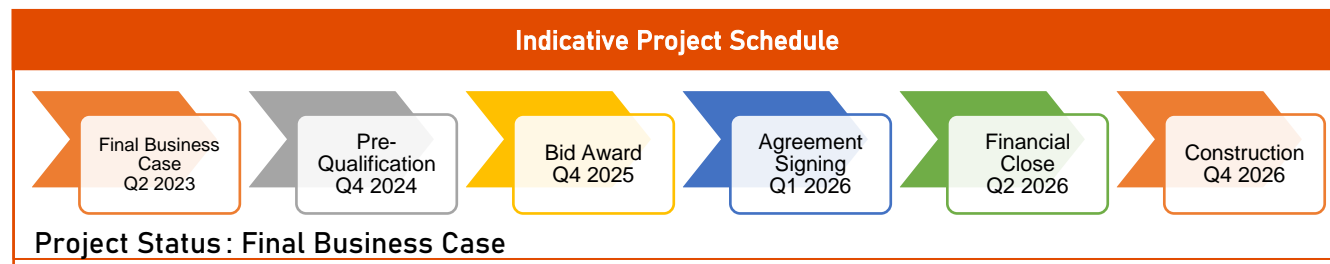 Indicative Project Schedule
Final Business
Case
Q2 2023
Pre-
Qualification
Q4 2024
Bid Award
Q4 2025
Agreement
Signing
Q1 2026
Financial
Close
Q2 2026
Construction
Q4 2026
Project Status: Final Business Case